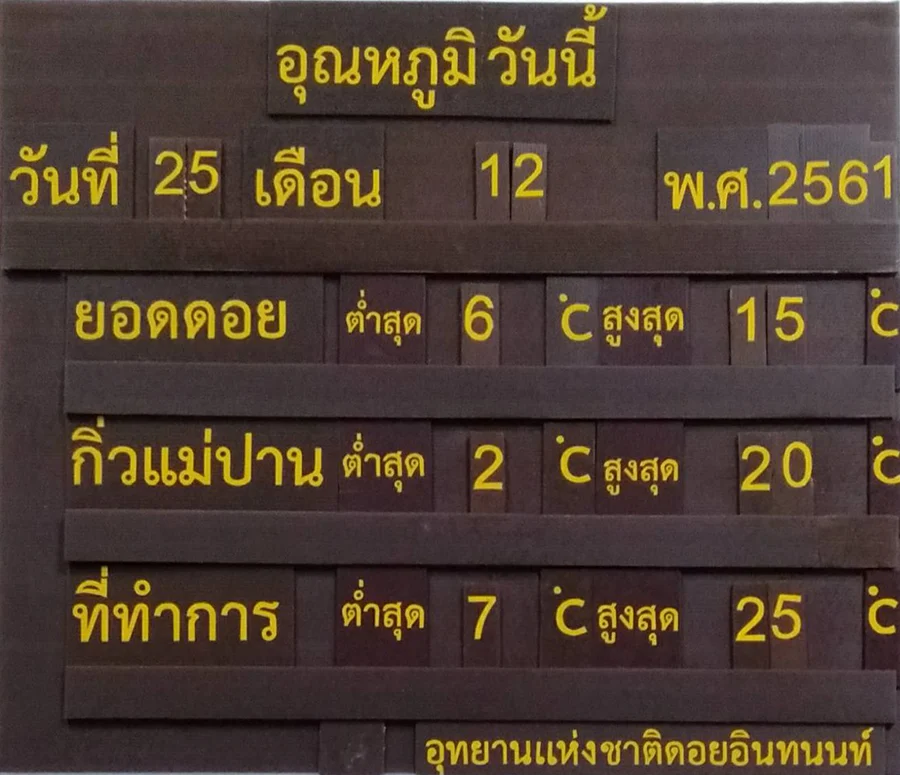 อุณหภูมิ วันนี้
วันที่ 25 เดือน 12 พ.ศ.2561
ยอดดอย ต่ำสุด 6 °C สูงสุด 15 °C
กิ่วแม่ปาน ต่ำสุด 2 °C สูงสุด 20 °C
ที่ทำการ ต่ำสุด 7 °C สูงสุด 25 °C
อุทยานแห่งชาติดอยอินทนนท์